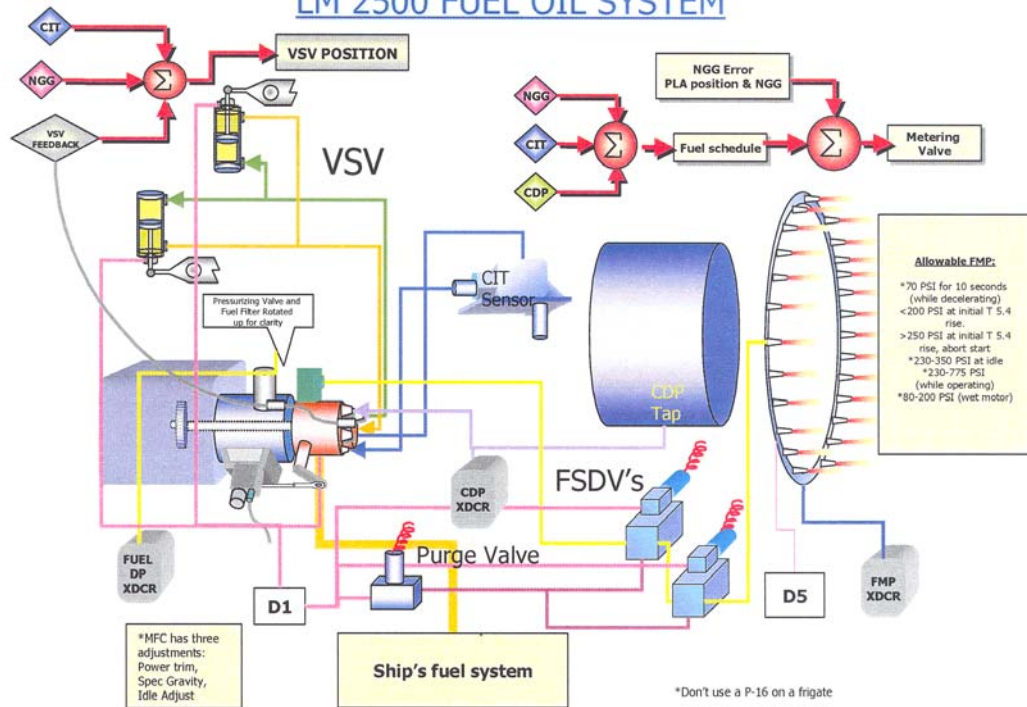 LM 2500 FUEL OIL SYSTEM
CIT
NGG
Σ
VSV POSITION
VSV
FEEDBACK
VSV
NGG
CIT
CDP
Σ
Fuel schedule
NGG Error
PLA position & NGG
Σ
Metering
Valve
Pressurizing Valve and
Fuel Filter Rotated
up for clarity
CIT
Sensor
CDP
Tap
Allowable FMP:
*70 PSI for 10 seconds
(while decelerating)
<200 PSI at initial T 5.4
rise.
>250 PSI at initial T 5.4
rise, abort start
*230-350 PSI at idle
*230-775 PSI
(while operating)
*80-200 PSI (wet motor)
FUEL
DP
XDCR
D1
CDP
XDCR
Purge Valve
FSDV's
D5
FMP
XDCR
*MFC has three
adjustments:
Power trim,
Spec Gravity,
Idle Adjust
Ship's fuel system
*Don't use a P-16 on a frigate